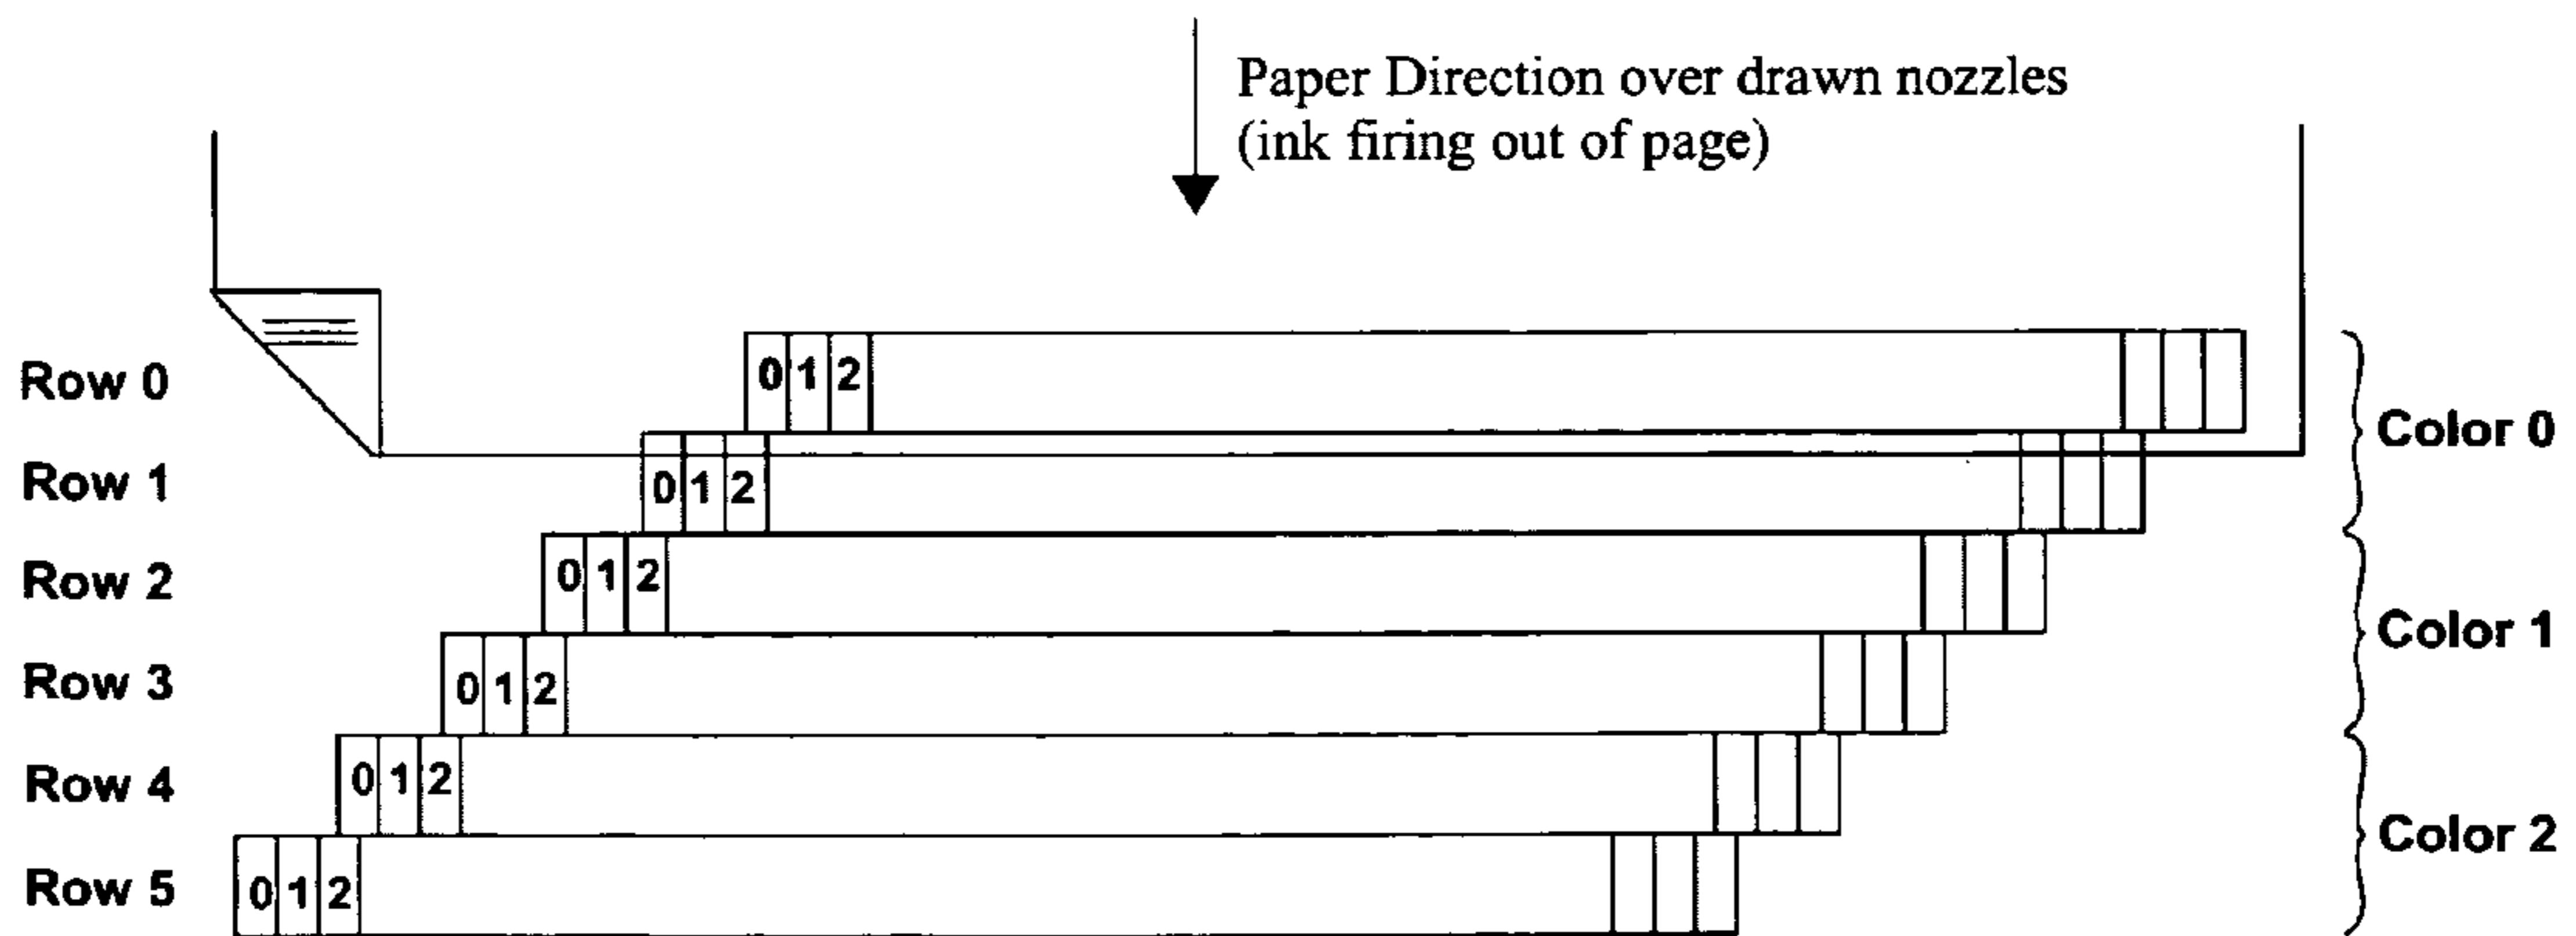 Paper Direction over drawn nozzles
(ink firing out of page)
Row 0
0 1 2
Color 0
Row 1
0 1 2
Row 2
0 1 2
Color 1
Row 3
0 1 2
Row 4
0 1 2
Color 2
Row 5
0 1 2